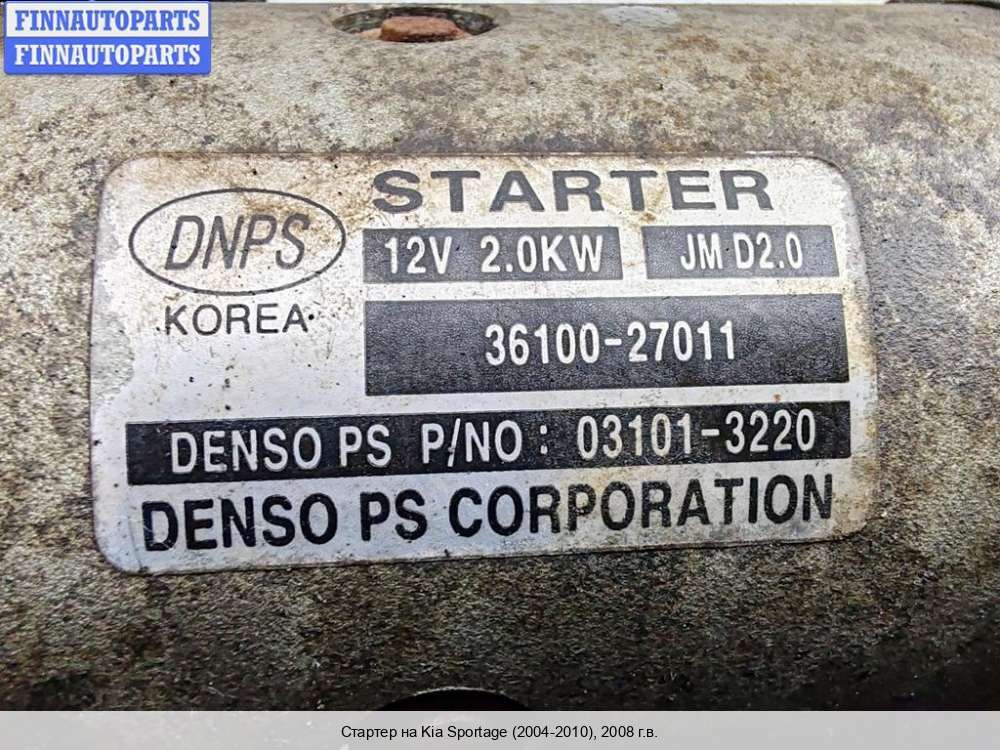 FINNAUTOPARTS
FINNAUTOPARTS
STARTER
DNPS
12V 2.0KW JM D2.0
KOREA
36100-27011
DENSO PS P/NO: 03101-3220
DENSO PS CORPORATION
Стартер на Kia Sportage (2004-2010), 2008 г.в.